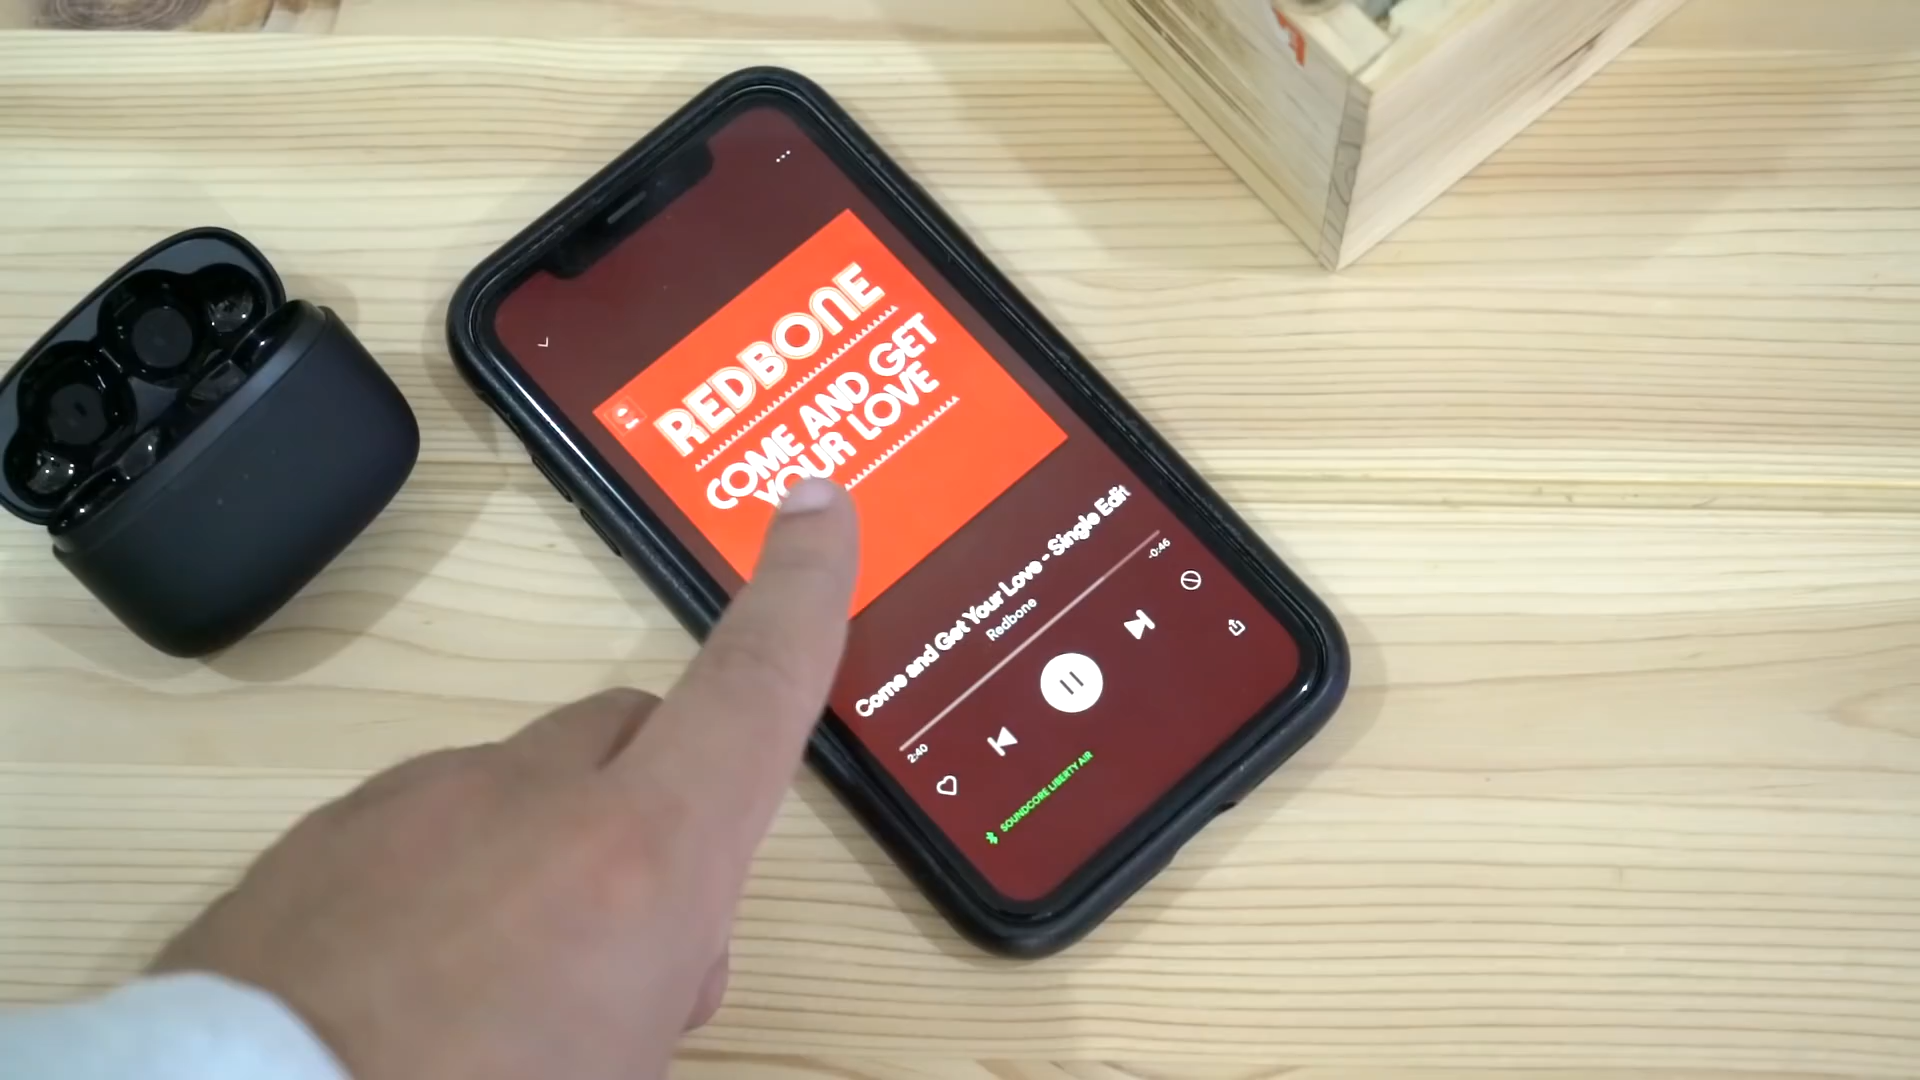 REDBONE
COME AND GET
YOUR LOVE
Come and Get Your Love - Single Edit
Redbone
2:40
-0:46
SOUNDCORE LIBERTY AIR